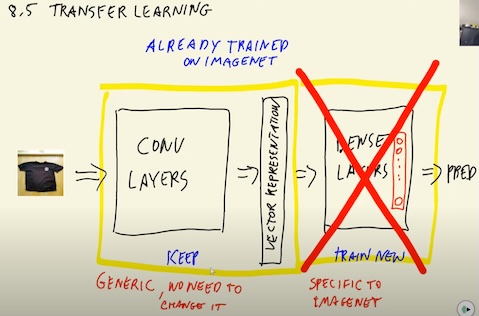 8.5 TRANSFER LEARNING
ALREADY TRAINED
ON IMAGENET
CONV
LAYERS
VECTOR REPRESENTATION
DENSE
LAYERS
PRED
KEEP
TRAIN NEW
GENERIC, NO NEED TO
CHANGE IT
SPECIFIC TO
IMAGENET